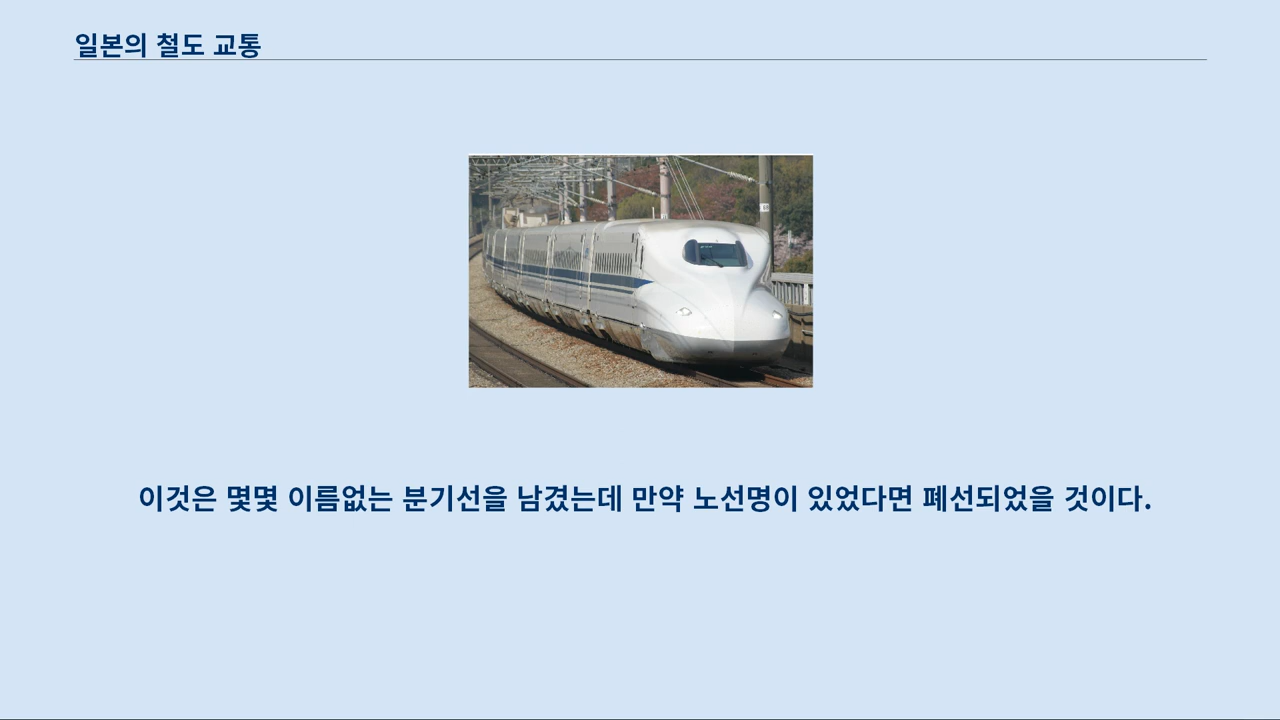 일본의 철도 교통
이것은 몇몇 이름없는 분기선을 남겼는데 만약 노선명이 있었다면 폐선되었을 것이다.